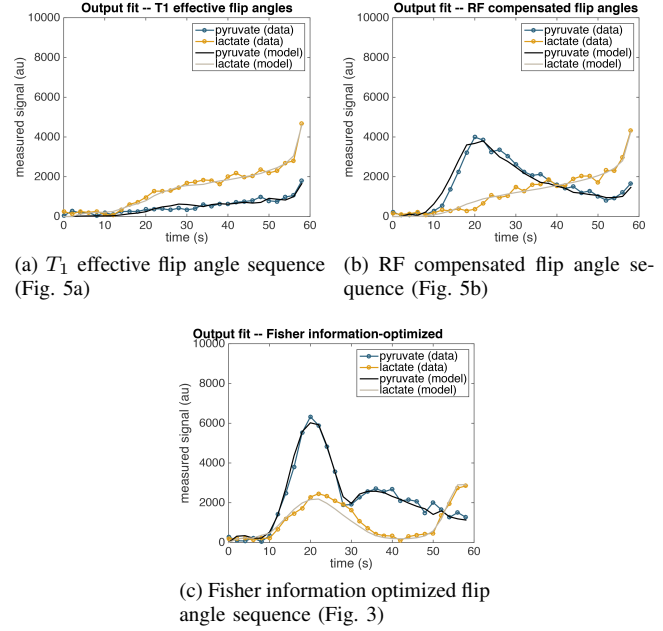 Output fit -- T1 effective flip angles
pyruvate (data)
lactate (data)
pyruvate (model)
lactate (model)
10000
8000
6000
4000
2000
0
measured signal (au)
0 10 20 30 40 50 60
time (s)
(a) T1 effective flip angle sequence
(Fig. 5a)
Output fit -- RF compensated flip angles
pyruvate (data)
lactate (data)
pyruvate (model)
lactate (model)
10000
8000
6000
4000
2000
0
measured signal (au)
0 10 20 30 40 50 60
time (s)
(b) RF compensated flip angle se-
quence (Fig. 5b)
Output fit -- Fisher information-optimized
pyruvate (data)
lactate (data)
pyruvate (model)
lactate (model)
10000
8000
6000
4000
2000
0
measured signal (au)
0 10 20 30 40 50 60
time (s)
(c) Fisher information optimized flip
angle sequence (Fig. 3)